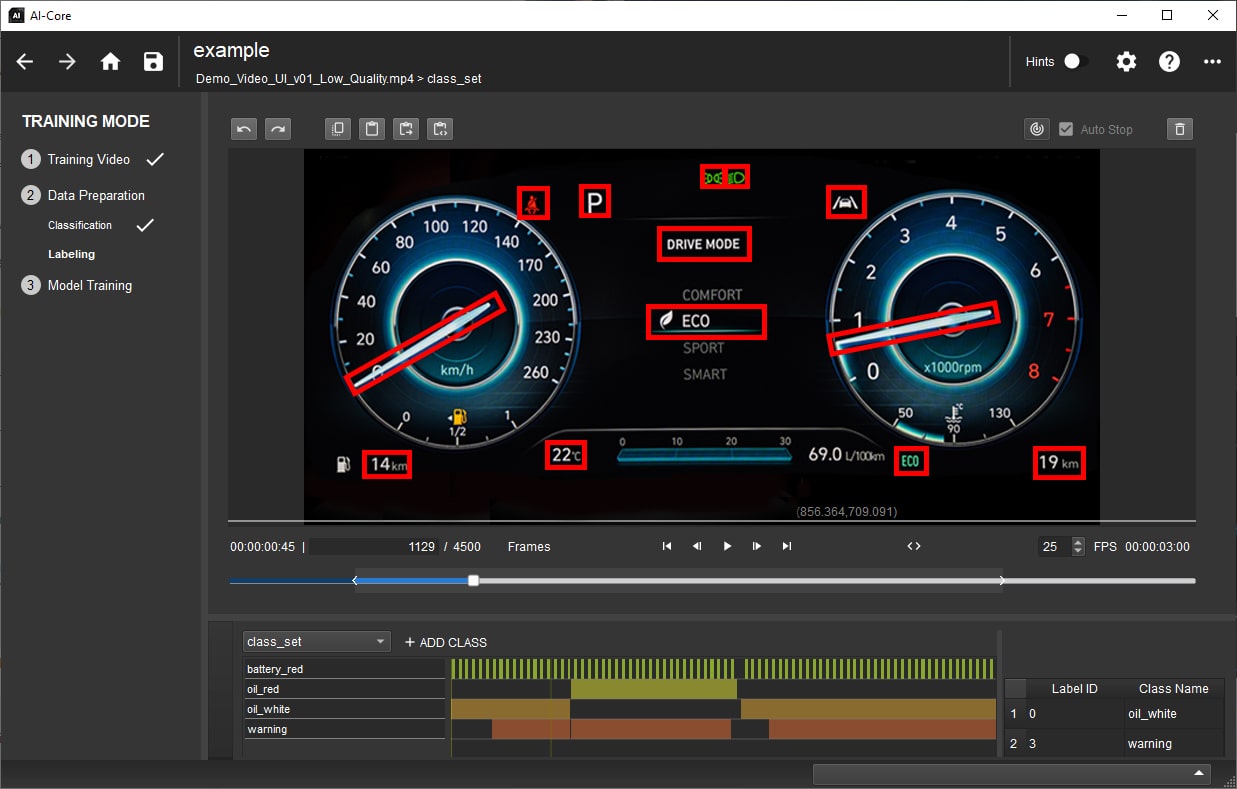 AI AI-Core
example
Hints
Demo_Video_UI_v01_Low_Quality.mp4 > class_set
TRAINING MODE
1 Training Video
2 Data Preparation
Classification
Labeling
3 Model Training
Auto Stop
P
DRIVE MODE
COMFORT
ECO
SPORT
SMART
0 20 40 60 80 100 120 140 170 200 230 260
km/h
0 1/2 1
0 1 2 3 4 5 6 7 8
x1000rpm
50 90 130
°C
14 km
22°C
0 10 20 30
69.0 L/100km
ECO
19 km
(856.364,709.091)
00:00:00:45 | 1129 / 4500 Frames
25 FPS 00:00:03:00
class_set + ADD CLASS
battery_red
oil_red
oil_white
warning
Label ID Class Name
1 0 oil_white
2 3 warning